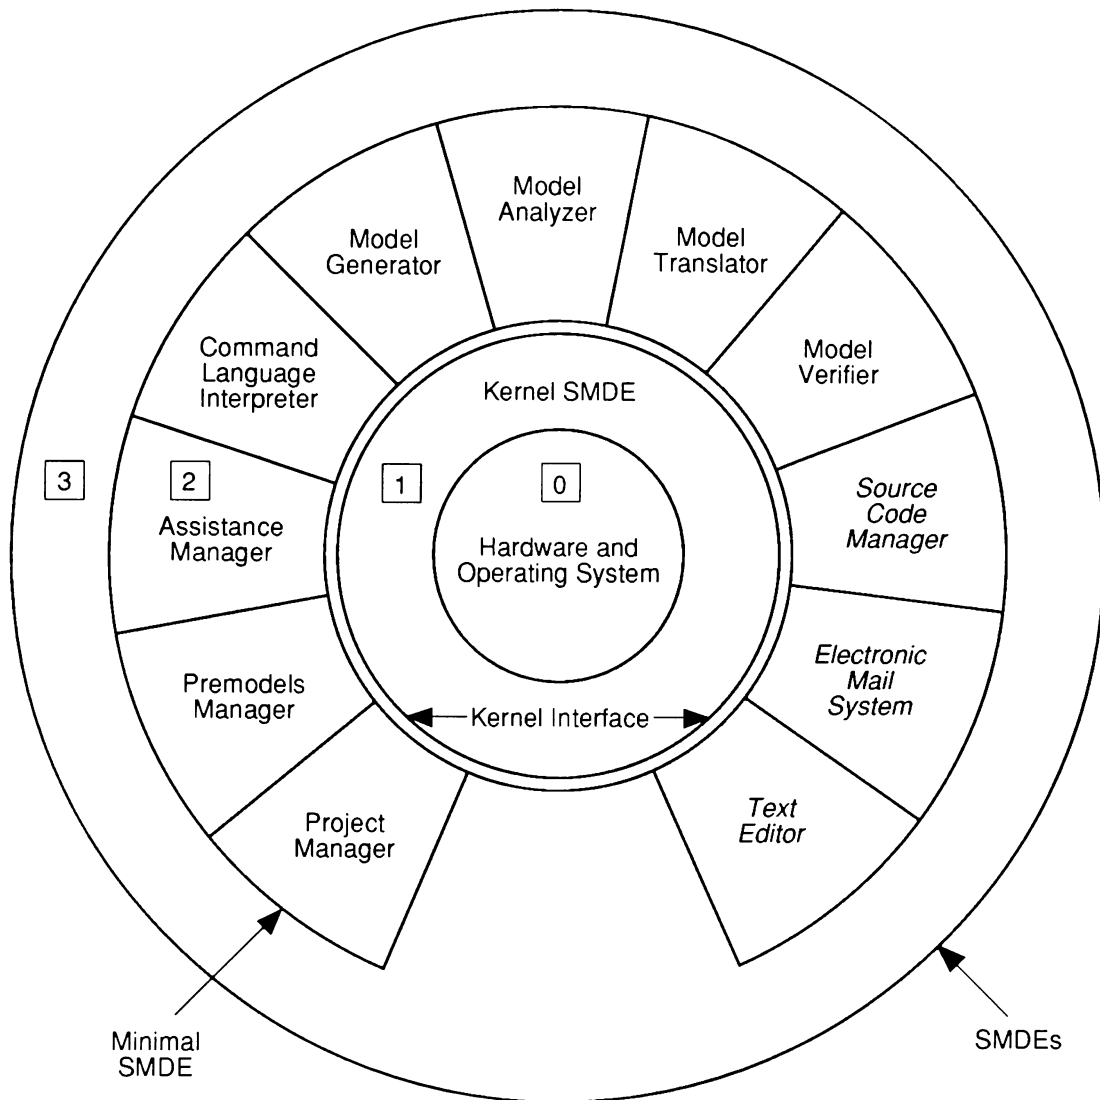 Model
Analyzer
Model
Generator
Model
Translator
Command
Language
Interpreter
Model
Verifier
Kernel SMDE
3
2
1
0
Assistance
Manager
Hardware and
Operating System
Source
Code
Manager
Premodels
Manager
Electronic
Mail
System
Kernel Interface
Project
Manager
Text
Editor
Minimal
SMDE
SMDEs